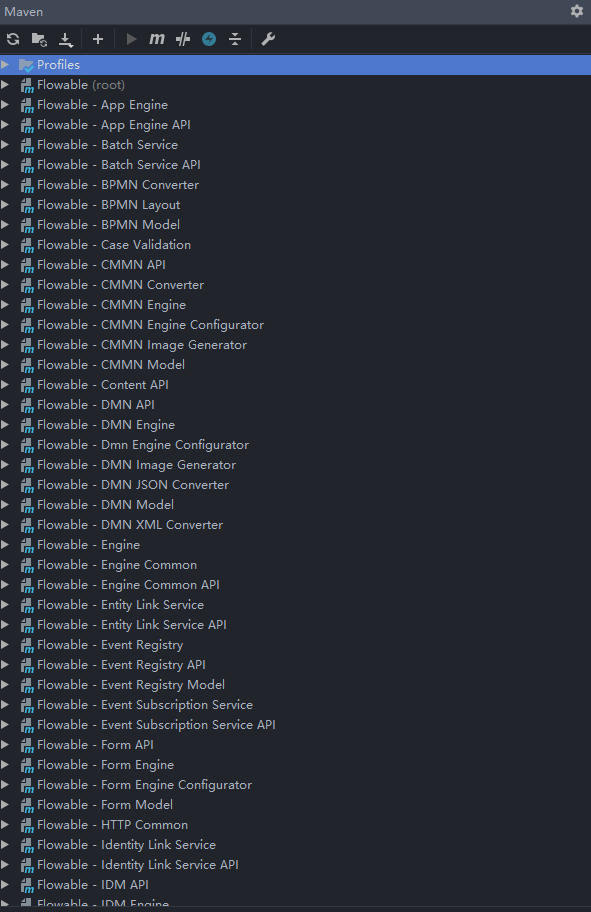 Maven
Profiles
Flowable (root)
Flowable - App Engine
Flowable - App Engine API
Flowable - Batch Service
Flowable - Batch Service API
Flowable - BPMN Converter
Flowable - BPMN Layout
Flowable - BPMN Model
Flowable - Case Validation
Flowable - CMMN API
Flowable - CMMN Converter
Flowable - CMMN Engine
Flowable - CMMN Engine Configurator
Flowable - CMMN Image Generator
Flowable - CMMN Model
Flowable - Content API
Flowable - DMN API
Flowable - DMN Engine
Flowable - Dmn Engine Configurator
Flowable - DMN Image Generator
Flowable - DMN JSON Converter
Flowable - DMN Model
Flowable - DMN XML Converter
Flowable - Engine
Flowable - Engine Common
Flowable - Engine Common API
Flowable - Entity Link Service
Flowable - Entity Link Service API
Flowable - Event Registry
Flowable - Event Registry API
Flowable - Event Registry Model
Flowable - Event Subscription Service
Flowable - Event Subscription Service API
Flowable - Form API
Flowable - Form Engine
Flowable - Form Engine Configurator
Flowable - Form Model
Flowable - HTTP Common
Flowable - Identity Link Service
Flowable - Identity Link Service API
Flowable - IDM API
Flowable - IDM Engine